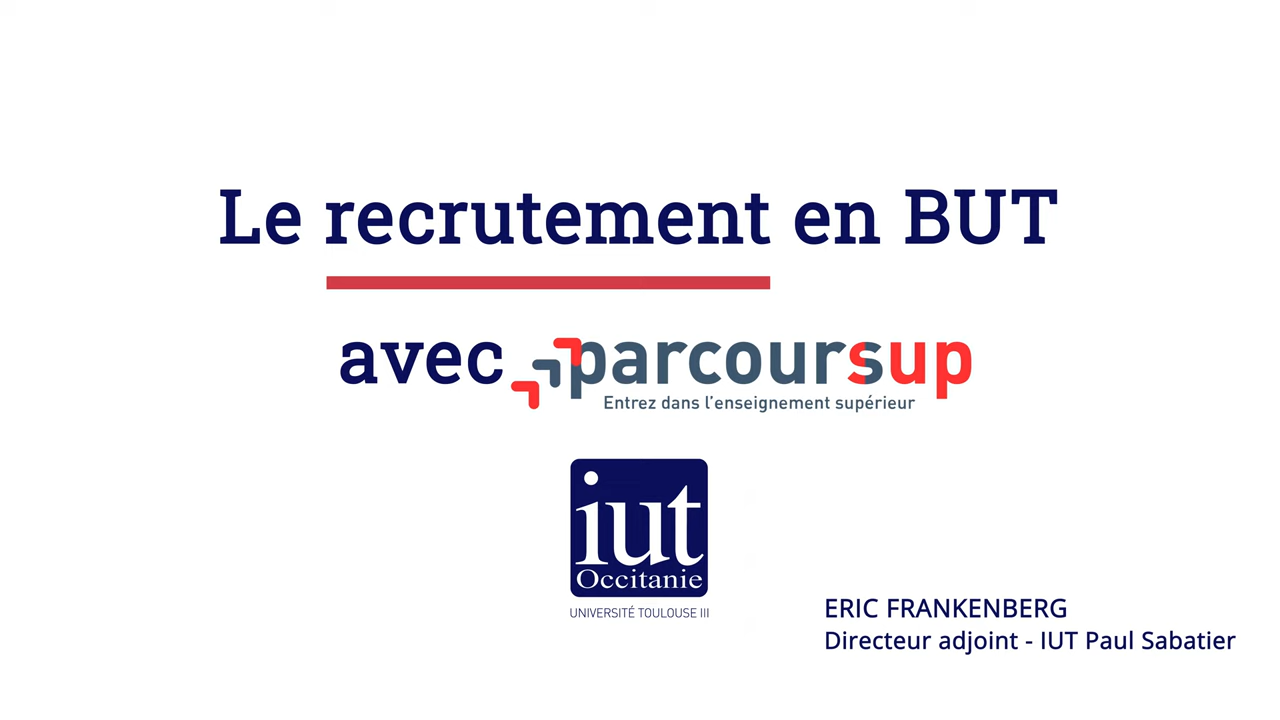 Le recrutement en BUT
avec parcoursup
Entrez dans l'enseignement supérieur
iut
Occitanie
UNIVERSITÉ TOULOUSE III
ERIC FRANKENBERG
Directeur adjoint - IUT Paul Sabatier